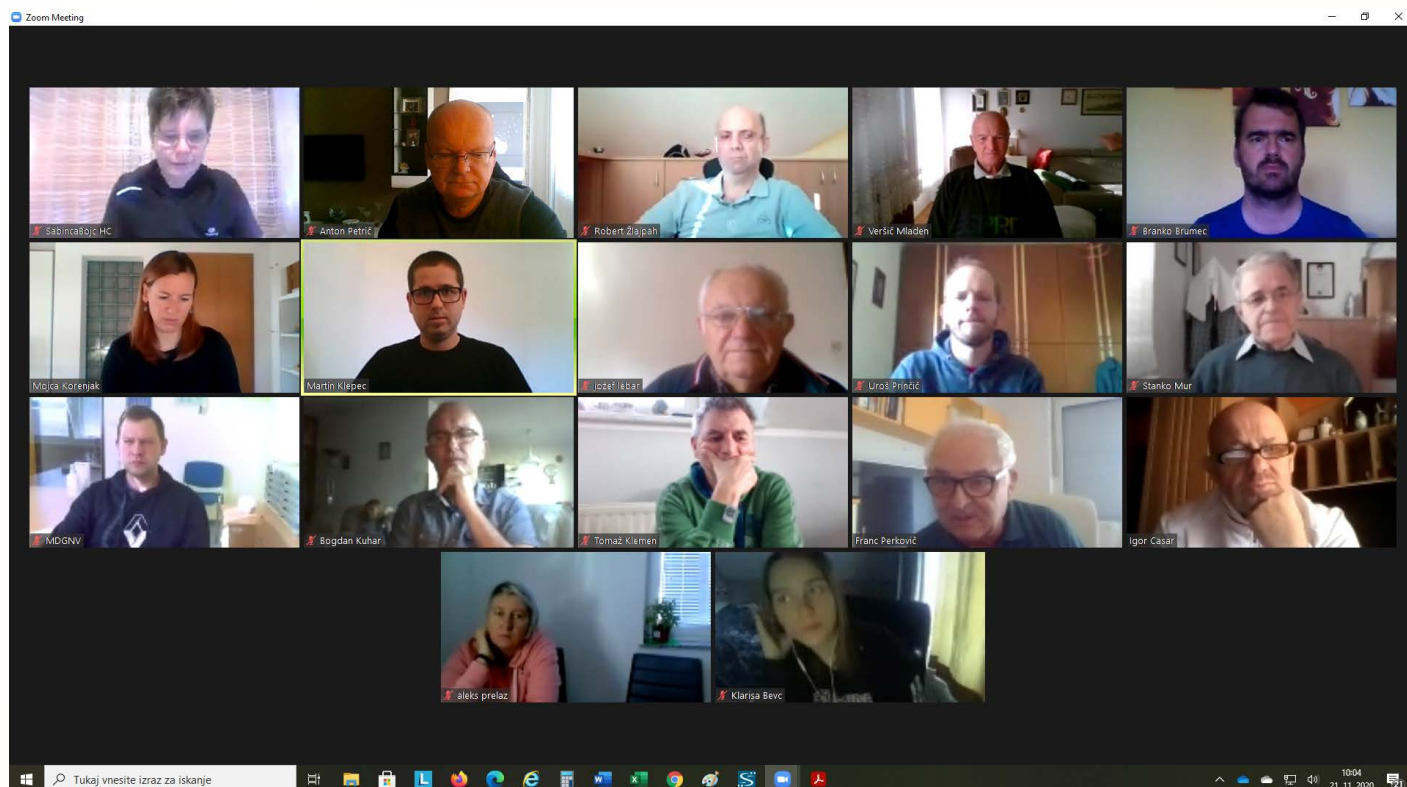 Zoom Meeting
SabincaBojc HC
Anton Petrič
Robert Žlajpah
Veršič Mladen
Branko Brumec
Mojca Korenjak
Martin Klepec
jozef lebar
Uroš Prinčič
Stanko Mur
MDGNV
Bogdan Kuhar
Tomaž Klemen
Franc Perkovič
Igor Casar
aleks prelaz
Klarisa Bevc
Tukaj vnesite izraz za iskanje
10:04
21. 11. 2020